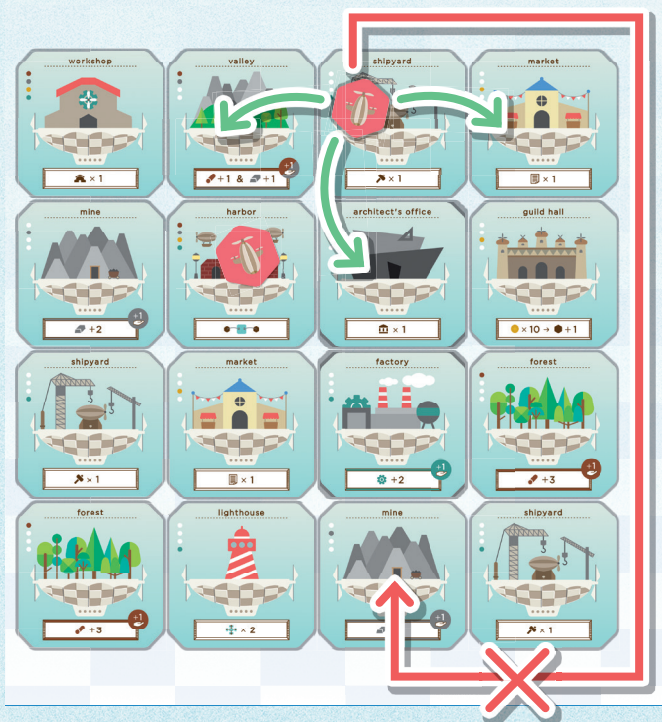 workshop
valley
shipyard
market
× 1
+1 & +1
+1
× 1
× 1
mine
harbor
architect's office
guild hall
+2
+1
× 1
× 10 → +1
shipyard
market
factory
forest
× 1
× 1
+2
+1
+3
+1
forest
lighthouse
mine
shipyard
+3
+1
× 2
+1
× 1